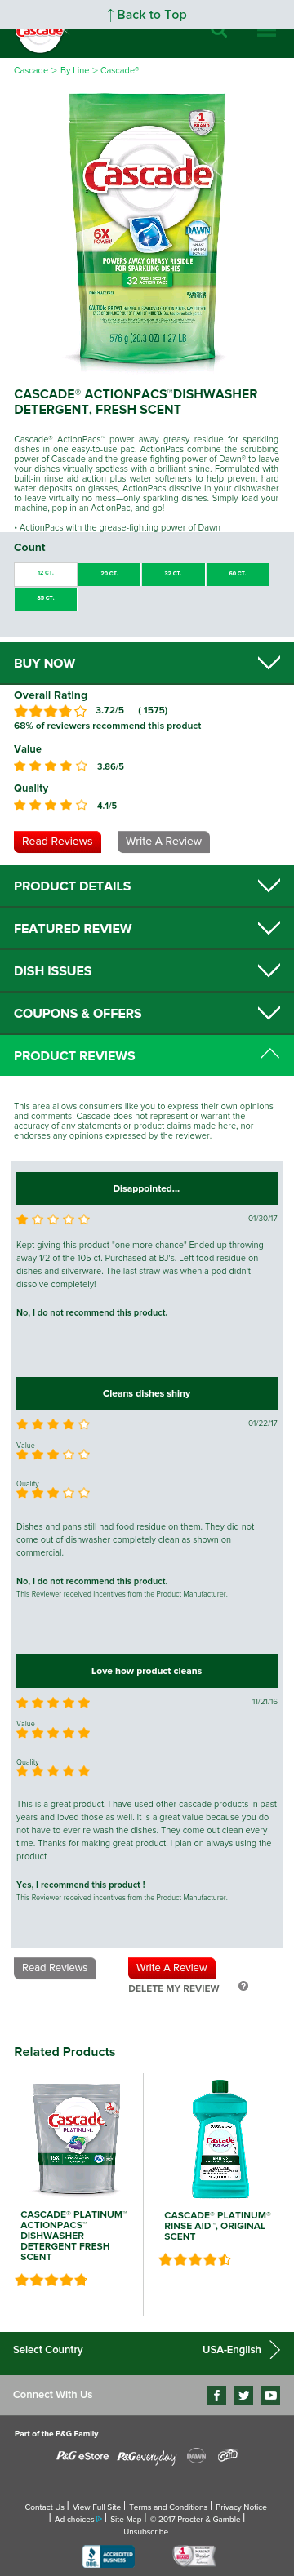 ↑ Back to Top
Cascade
Cascade > By Line > Cascade®
#1 RECOMMENDED BRAND
Cascade
6X POWER!
DAWN
POWERS AWAY GREASY RESIDUE
FOR SPARKLING DISHES
32 FRESH SCENT ACTION PACS
576 g (20.3 OZ) 1.27 LB
CASCADE® ACTIONPACS™DISHWASHER
DETERGENT, FRESH SCENT
Cascade® ActionPacs™ power away greasy residue for sparkling
dishes in one easy-to-use pac. ActionPacs combine the scrubbing
power of Cascade and the grease-fighting power of Dawn® to leave
your dishes virtually spotless with a brilliant shine. Formulated with
built-in rinse aid action plus water softeners to help prevent hard
water deposits on glasses, ActionPacs dissolve in your dishwasher
to leave virtually no mess—only sparkling dishes. Simply load your
machine, pop in an ActionPac, and go!
• ActionPacs with the grease-fighting power of Dawn
Count
12 CT. 20 CT. 32 CT. 60 CT.
85 CT.
BUY NOW
Overall Rating
3.72/5 ( 1575)
68% of reviewers recommend this product
Value
3.86/5
Quality
4.1/5
Read Reviews Write A Review
PRODUCT DETAILS
FEATURED REVIEW
DISH ISSUES
COUPONS & OFFERS
PRODUCT REVIEWS
This area allows consumers like you to express their own opinions
and comments. Cascade does not represent or warrant the
accuracy of any statements or product claims made here, nor
endorses any opinions expressed by the reviewer.
Disappointed...
01/30/17
Kept giving this product "one more chance" Ended up throwing
away 1/2 of the 105 ct. Purchased at BJ's. Left food residue on
dishes and silverware. The last straw was when a pod didn't
dissolve completely!
No, I do not recommend this product.
Cleans dishes shiny
01/22/17
Value
Quality
Dishes and pans still had food residue on them. They did not
come out of dishwasher completely clean as shown on
commercial.
No, I do not recommend this product.
This Reviewer received incentives from the Product Manufacturer.
Love how product cleans
11/21/16
Value
Quality
This is a great product. I have used other cascade products in past
years and loved those as well. It is a great value because you do
not have to ever re wash the dishes. They come out clean every
time. Thanks for making great product. I plan on always using the
product
Yes, I recommend this product !
This Reviewer received incentives from the Product Manufacturer.
Read Reviews Write A Review
DELETE MY REVIEW ?
Related Products
Cascade PLATINUM
Cascade
CASCADE® PLATINUM™
ACTIONPACS™
DISHWASHER
DETERGENT FRESH
SCENT
CASCADE® PLATINUM®
RINSE AID™, ORIGINAL
SCENT
Select Country USA-English
Connect With Us
Part of the P&G Family
P&G eStore P&G everyday DAWN Gain
Contact Us | View Full Site | Terms and Conditions | Privacy Notice
| Ad choices | Site Map | © 2017 Procter & Gamble |
Unsubscribe
BBB ACCREDITED BUSINESS